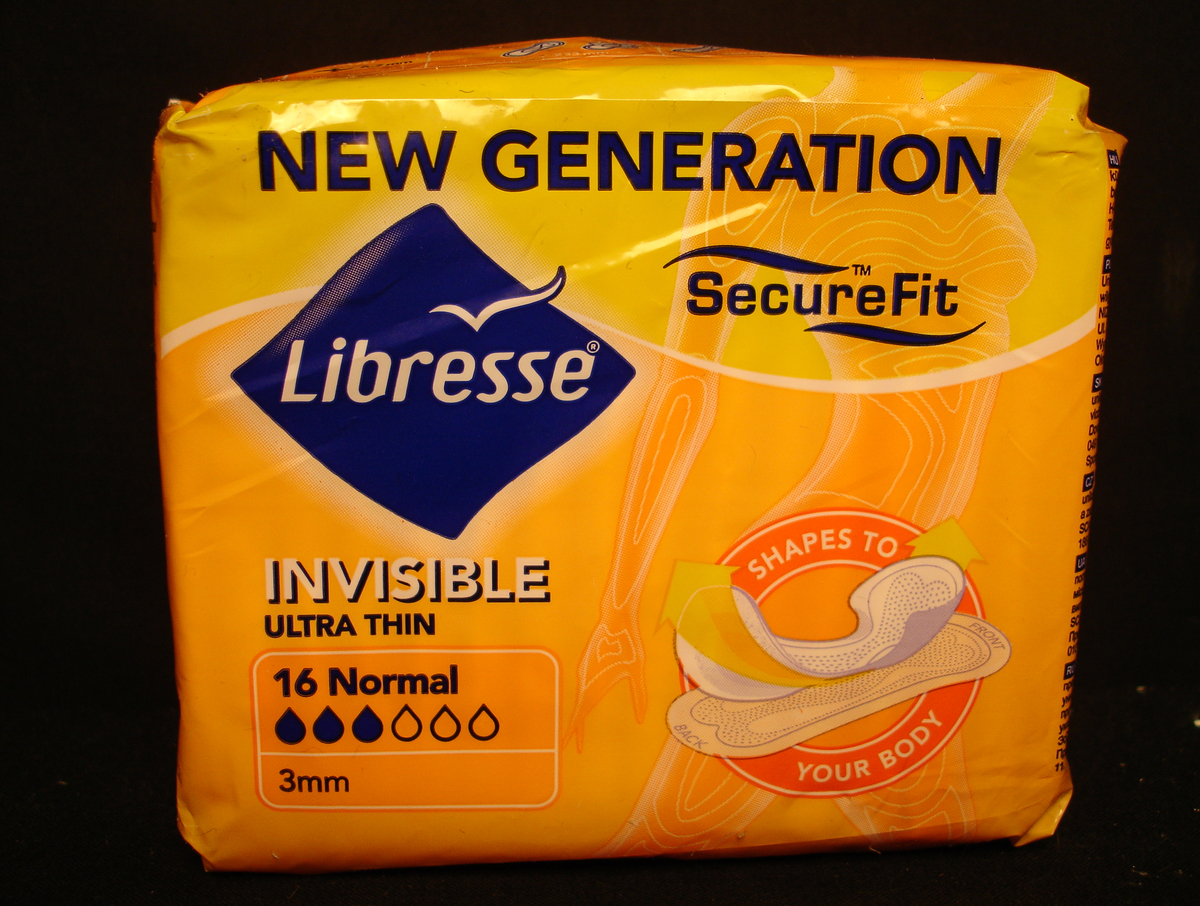 NEW GENERATION
Libresse®
SecureFit™
INVISIBLE
ULTRA THIN
16 Normal
3mm
SHAPES TO
FRONT
BACK
YOUR BODY